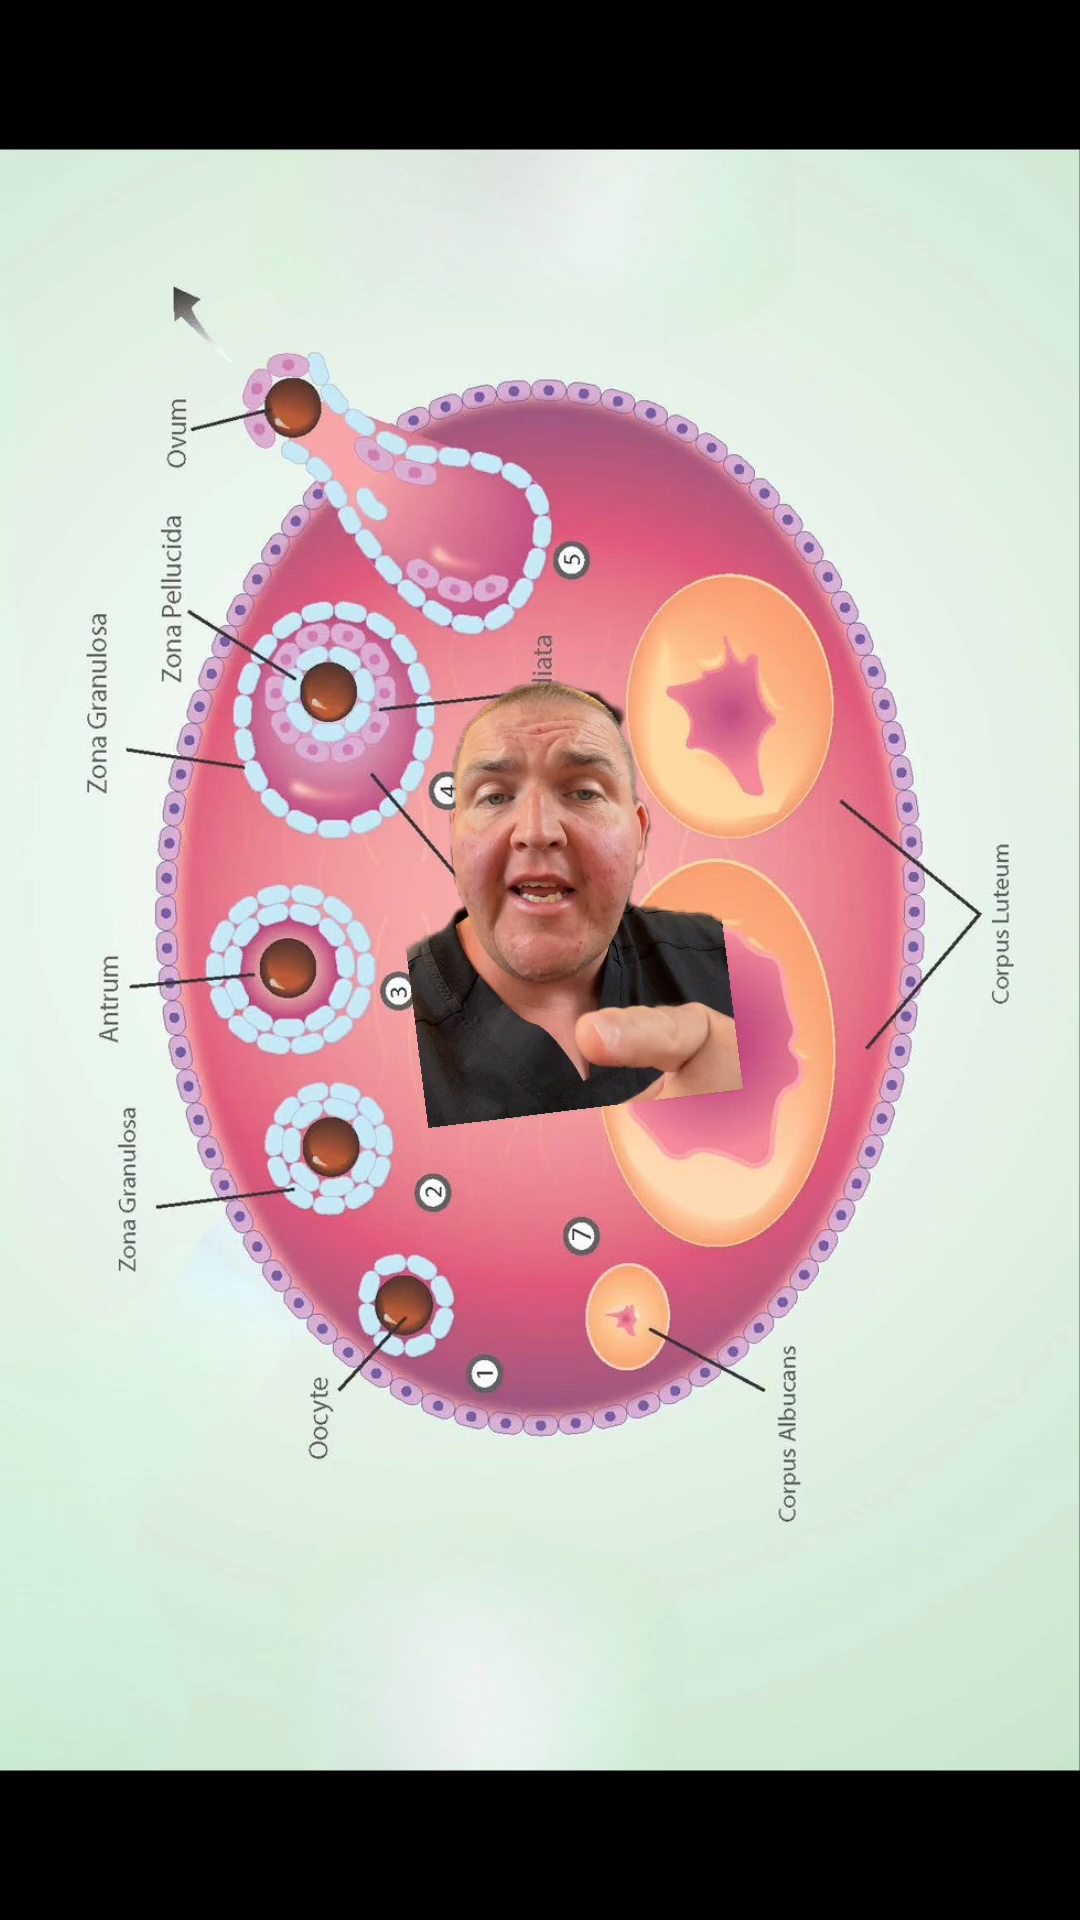 Ovum
Zona Pellucida
Zona Granulosa
Antrum
Zona Granulosa
Oocyte
diata
Corpus Luteum
Corpus Albucans
1
2
3
4
5
7